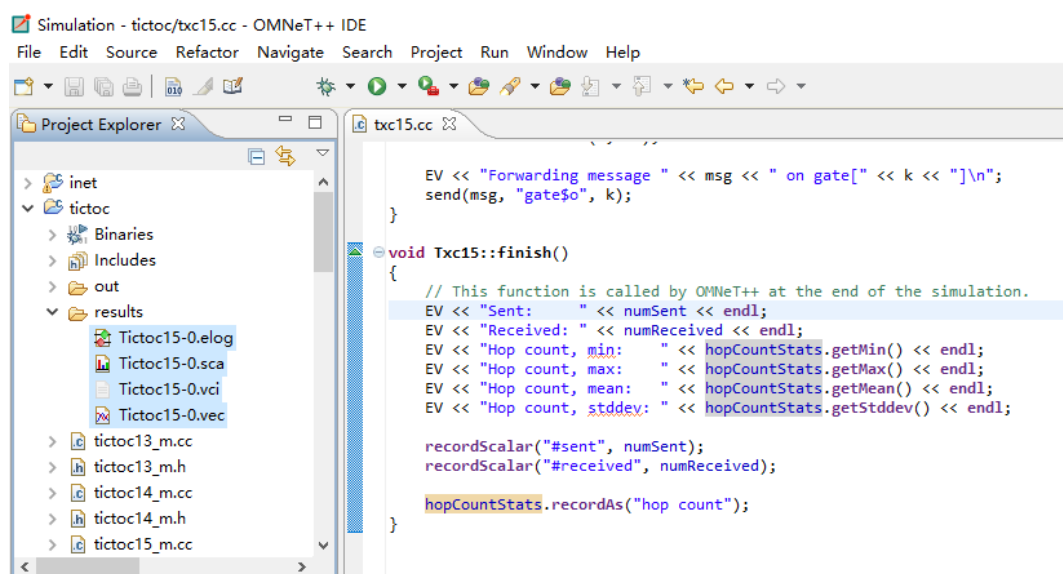 Simulation - tictoc/txc15.cc - OMNeT++ IDE
File Edit Source Refactor Navigate Search Project Run Window Help
010
Project Explorer
inet
tictoc
Binaries
Includes
out
results
Tictoc15-0.elog
Tictoc15-0.sca
Tictoc15-0.vci
Tictoc15-0.vec
tictoc13_m.cc
tictoc13_m.h
tictoc14_m.cc
tictoc14_m.h
tictoc15_m.cc
txc15.cc
EV << "Forwarding message " << msg << " on gate[" << k << "]\n";
send(msg, "gate$o", k);
}
void Txc15::finish()
{
// This function is called by OMNeT++ at the end of the simulation.
EV << "Sent:     " << numSent << endl;
EV << "Received: " << numReceived << endl;
EV << "Hop count, min:    " << hopCountStats.getMin() << endl;
EV << "Hop count, max:    " << hopCountStats.getMax() << endl;
EV << "Hop count, mean:   " << hopCountStats.getMean() << endl;
EV << "Hop count, stddev: " << hopCountStats.getStddev() << endl;
recordScalar("#sent", numSent);
recordScalar("#received", numReceived);
hopCountStats.recordAs("hop count");
}